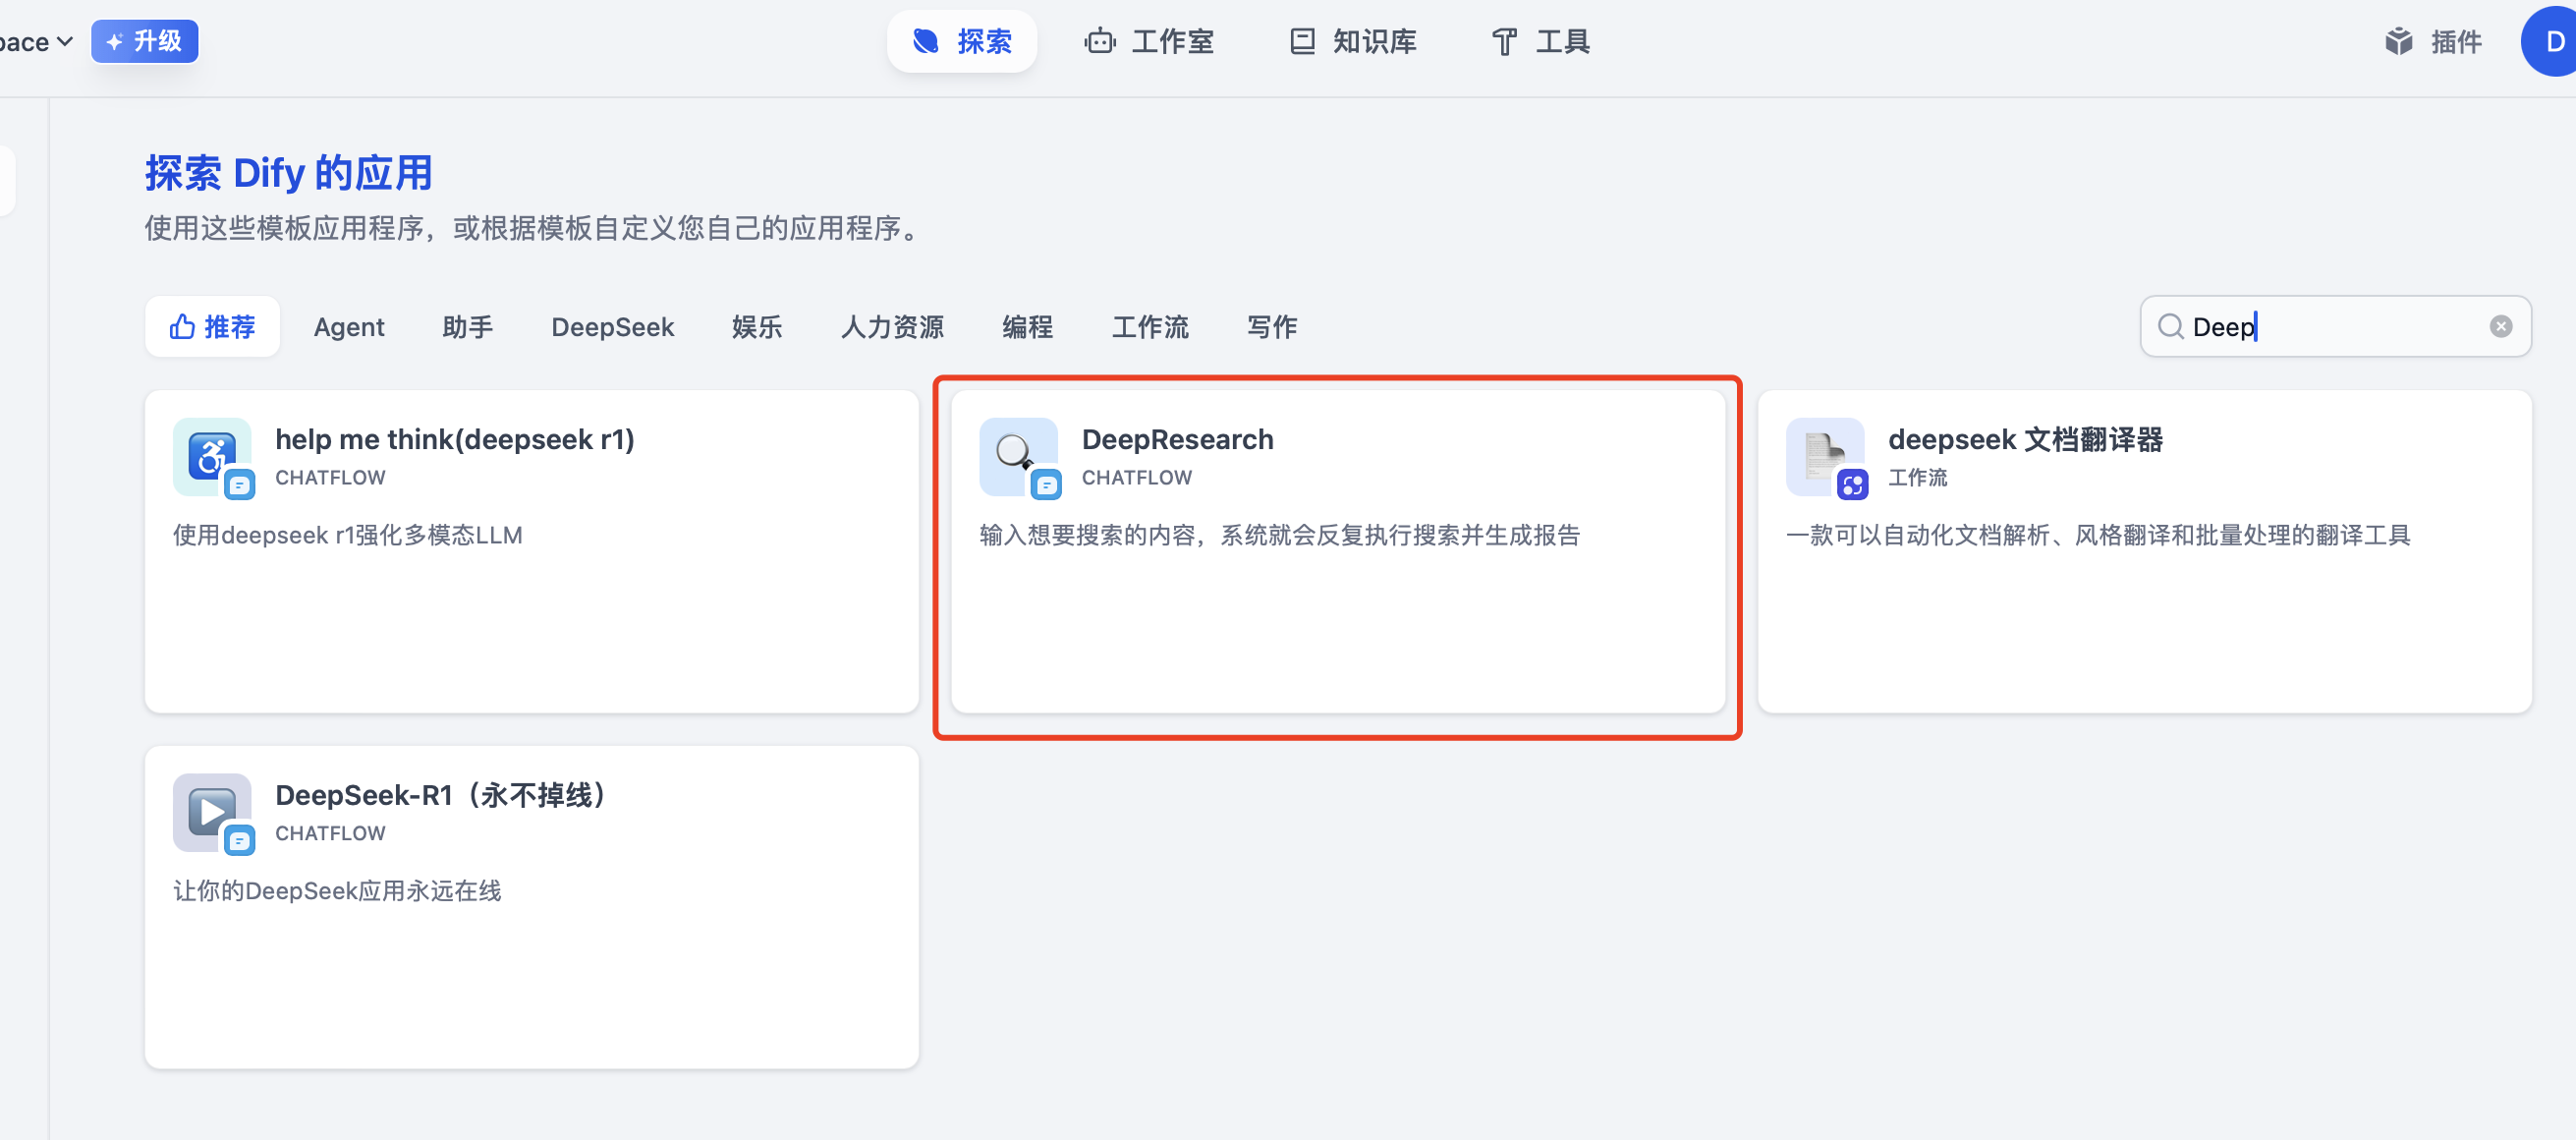 pace 升级 探索 工作室 知识库 工具 插件 D
探索 Dify 的应用
使用这些模板应用程序，或根据模板自定义您自己的应用程序。
推荐 Agent 助手 DeepSeek 娱乐 人力资源 编程 工作流 写作 Deep
help me think(deepseek r1)
CHATFLOW
使用deepseek r1强化多模态LLM
DeepResearch
CHATFLOW
输入想要搜索的内容，系统就会反复执行搜索并生成报告
deepseek 文档翻译器
工作流
一款可以自动化文档解析、风格翻译和批量处理的翻译工具
DeepSeek-R1（永不掉线）
CHATFLOW
让你的DeepSeek应用永远在线